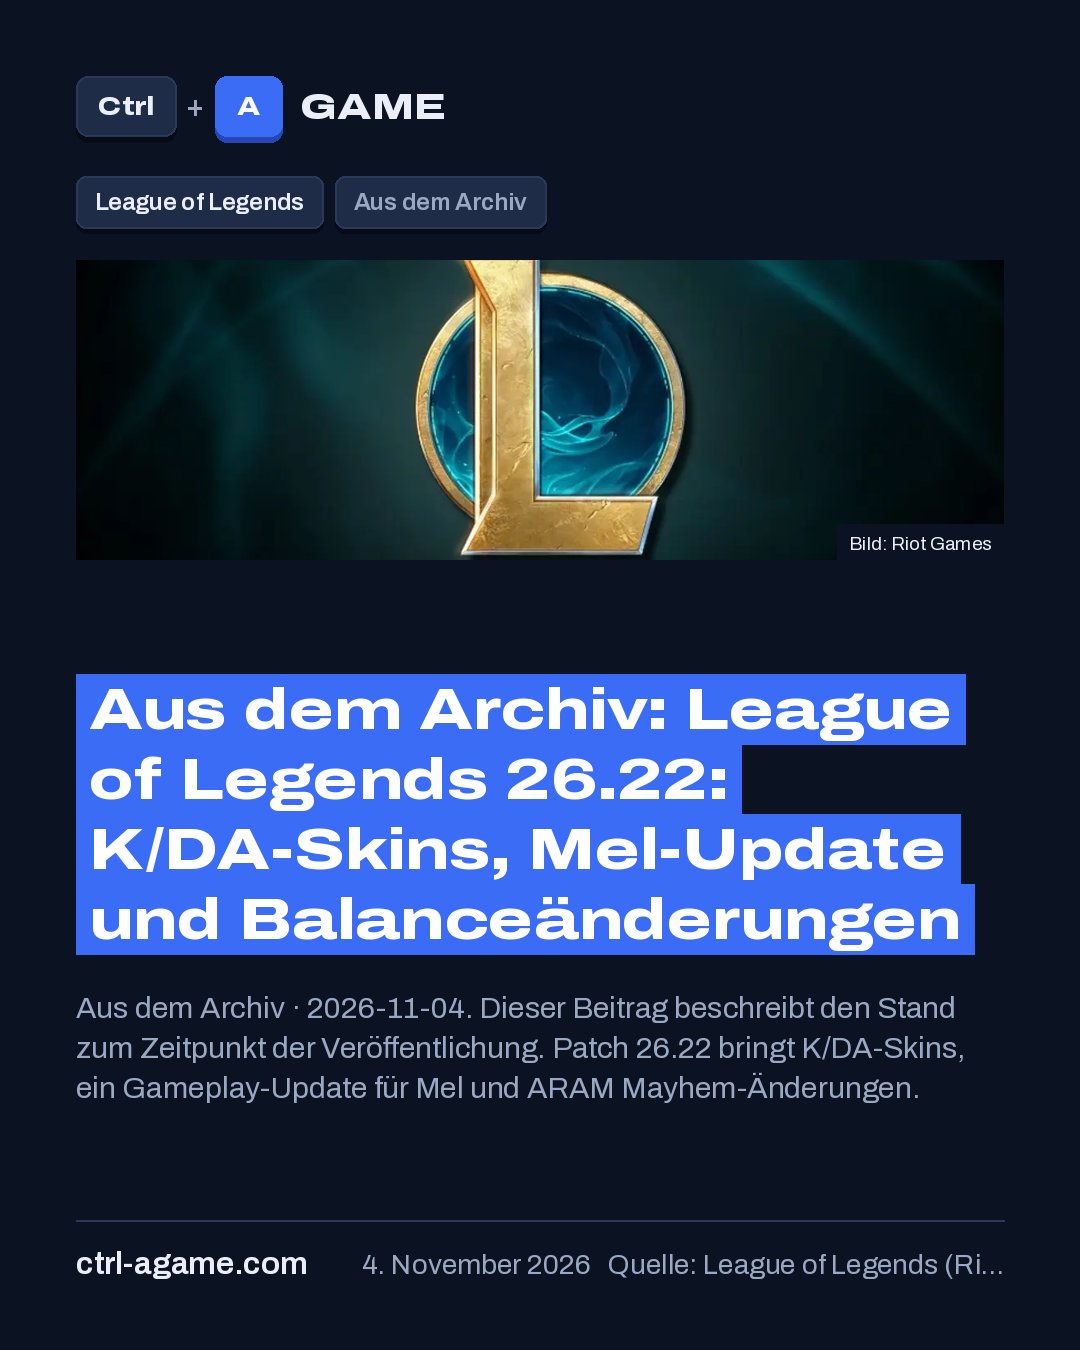 Ctrl + A GAME
League of Legends Aus dem Archiv
L
Bild: Riot Games
Aus dem Archiv: League
of Legends 26.22:
K/DA-Skins, Mel-Update
und Balanceänderungen
Aus dem Archiv · 2026-11-04. Dieser Beitrag beschreibt den Stand
zum Zeitpunkt der Veröffentlichung. Patch 26.22 bringt K/DA-Skins,
ein Gameplay-Update für Mel und ARAM Mayhem-Änderungen.
ctrl-agame.com 4. November 2026 Quelle: League of Legends (Ri...